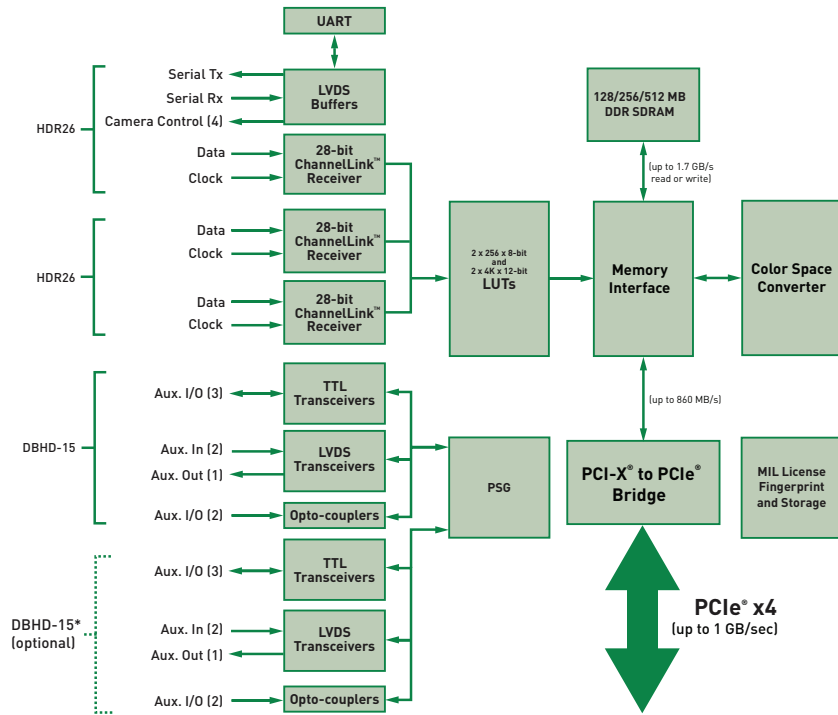 UART
Serial Tx
Serial Rx
Camera Control (4)
LVDS
Buffers
HDR26
Data
Clock
28-bit
ChannelLink™
Receiver
HDR26
Data
Clock
28-bit
ChannelLink™
Receiver
Data
Clock
28-bit
ChannelLink™
Receiver
128/256/512 MB
DDR SDRAM
(up to 1.7 GB/s
read or write)
2 x 256 x 8-bit
and
2 x 4K x 12-bit
LUTs
Memory
Interface
Color Space
Converter
(up to 860 MB/s)
DBHD-15
Aux. I/O (3)
TTL
Transceivers
Aux. In (2)
Aux. Out (1)
LVDS
Transceivers
Aux. I/O (2)
Opto-couplers
PSG
PCI-X® to PCIe®
Bridge
MIL License
Fingerprint
and Storage
DBHD-15*
(optional)
Aux. I/O (3)
TTL
Transceivers
Aux. In (2)
Aux. Out (1)
LVDS
Transceivers
Aux. I/O (2)
Opto-couplers
PCIe® x4
(up to 1 GB/sec)